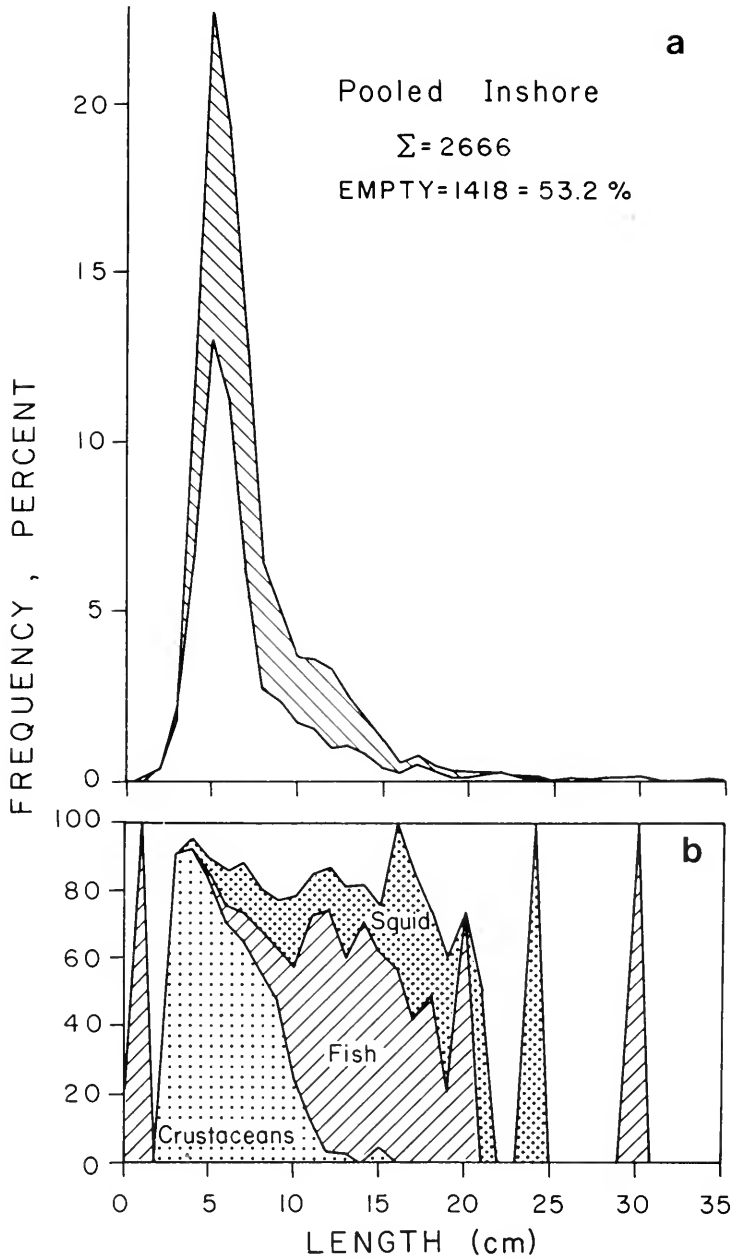 a
Pooled Inshore
Σ=2666
EMPTY=1418=53.2 %
20
15
10
5
0
FREQUENCY, PERCENT
b
100
80
60
40
20
0
Squid
Fish
Crustaceans
0 5 10 15 20 25 30 35
LENGTH (cm)